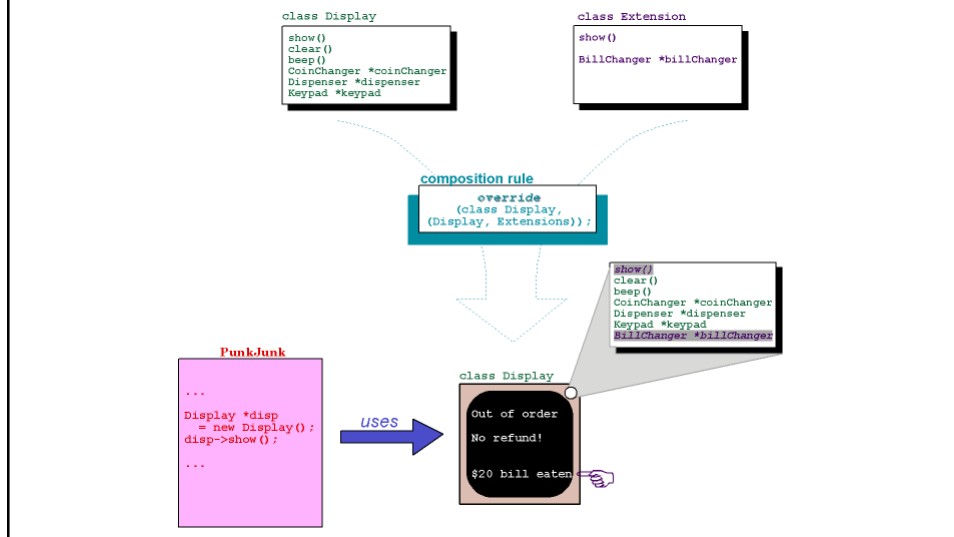 class Display
show()
clear()
beep()
CoinChanger *coinChanger
Dispenser *dispenser
Keypad *keypad
class Extension
show()
BillChanger *billChanger
composition rule
override
(class Display,
(Display, Extensions));
show()
clear()
beep()
CoinChanger *coinChanger
Dispenser *dispenser
Keypad *keypad
BillChanger *billChanger
PunkJunk
...
Display *disp
= new Display();
disp->show();
...
uses
class Display
Out of order
No refund!
$20 bill eaten